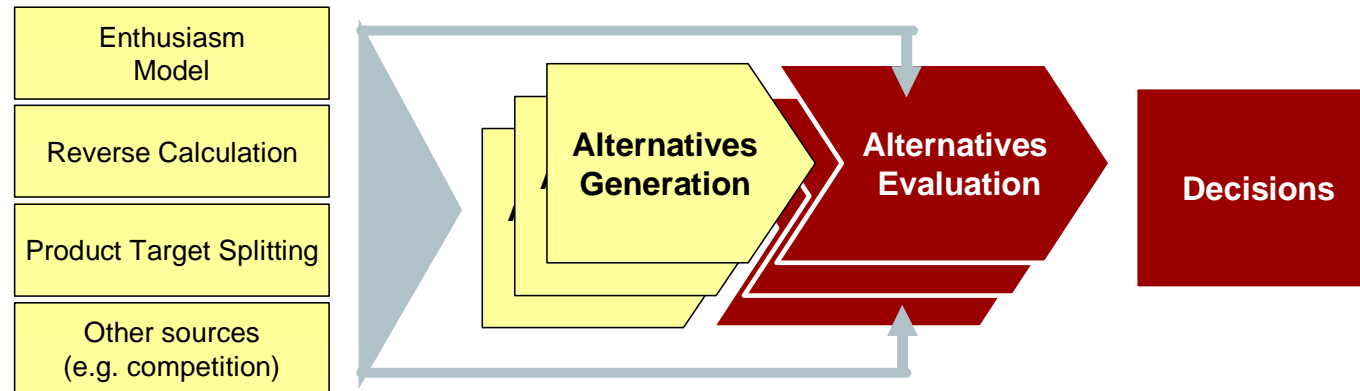 Enthusiasm
Model
Reverse Calculation
Product Target Splitting
Other sources
(e.g. competition)
Alternatives
Generation
Alternatives
Evaluation
Decisions